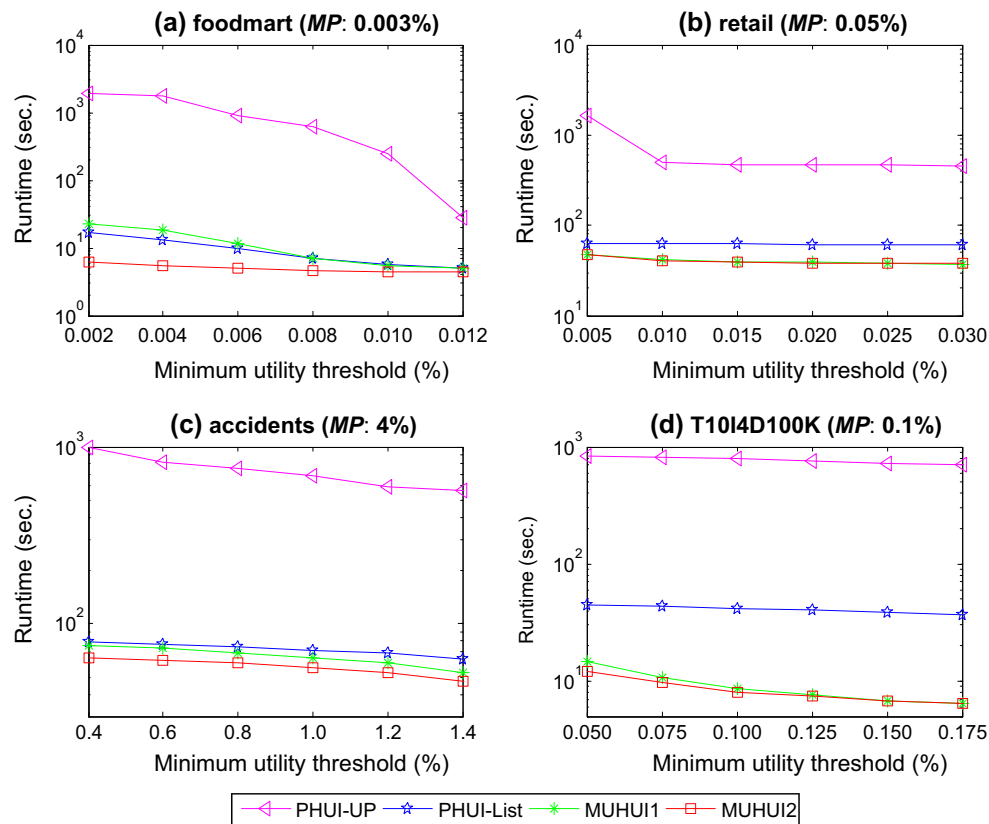 (a) foodmart (MP: 0.003%)
Runtime (sec.)
10^4
10^3
10^2
10^1
10^0
0.002 0.004 0.006 0.008 0.010 0.012
Minimum utility threshold (%)
(b) retail (MP: 0.05%)
Runtime (sec.)
10^4
10^3
10^2
10^1
0.005 0.010 0.015 0.020 0.025 0.030
Minimum utility threshold (%)
(c) accidents (MP: 4%)
Runtime (sec.)
10^3
10^2
0.4 0.6 0.8 1.0 1.2 1.4
Minimum utility threshold (%)
(d) T10I4D100K (MP: 0.1%)
Runtime (sec.)
10^3
10^2
10^1
0.050 0.075 0.100 0.125 0.150 0.175
Minimum utility threshold (%)
PHUI-UP PHUI-List MUHUI1 MUHUI2